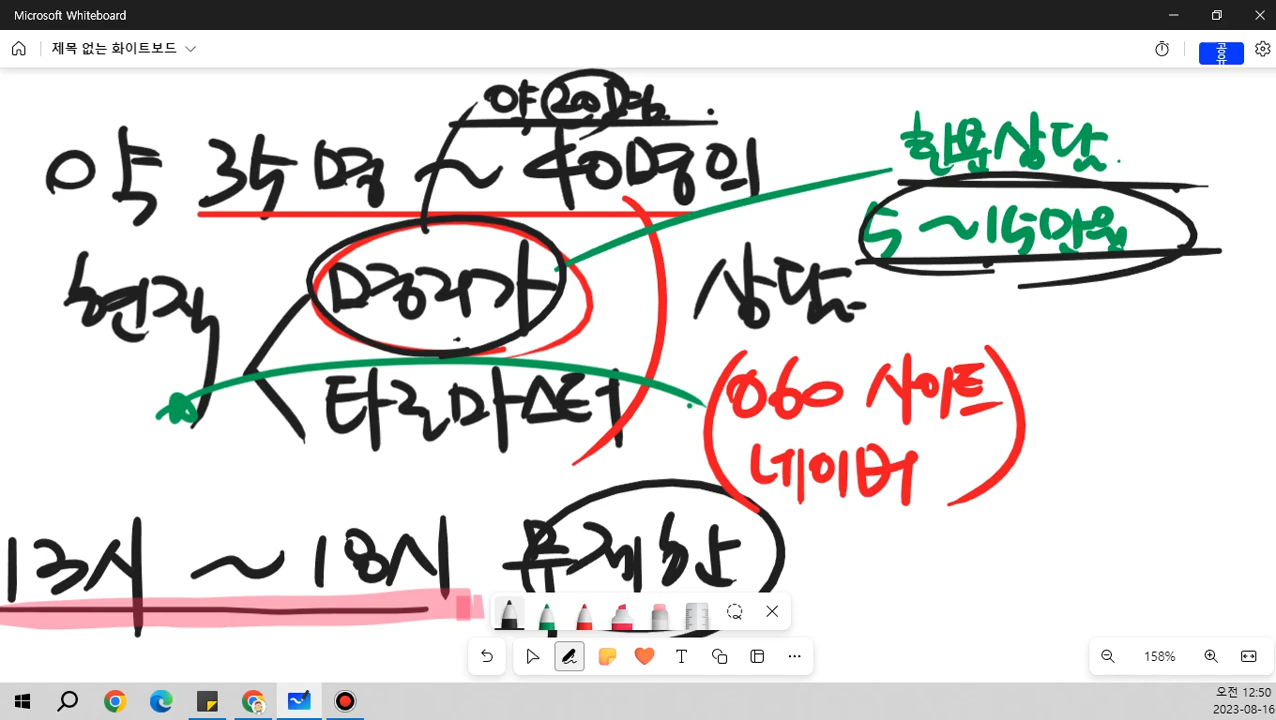 Microsoft Whiteboard
제목 없는 화이트보드
공유
약 20명.
약 35명 ~ 40명의
현직
명리가
타로마스터
상담
방문상담.
5 ~15만원
(060 사이트
네이버)
13시 ~ 18시 무제한
T
158%
오전 12:50
2023-08-16